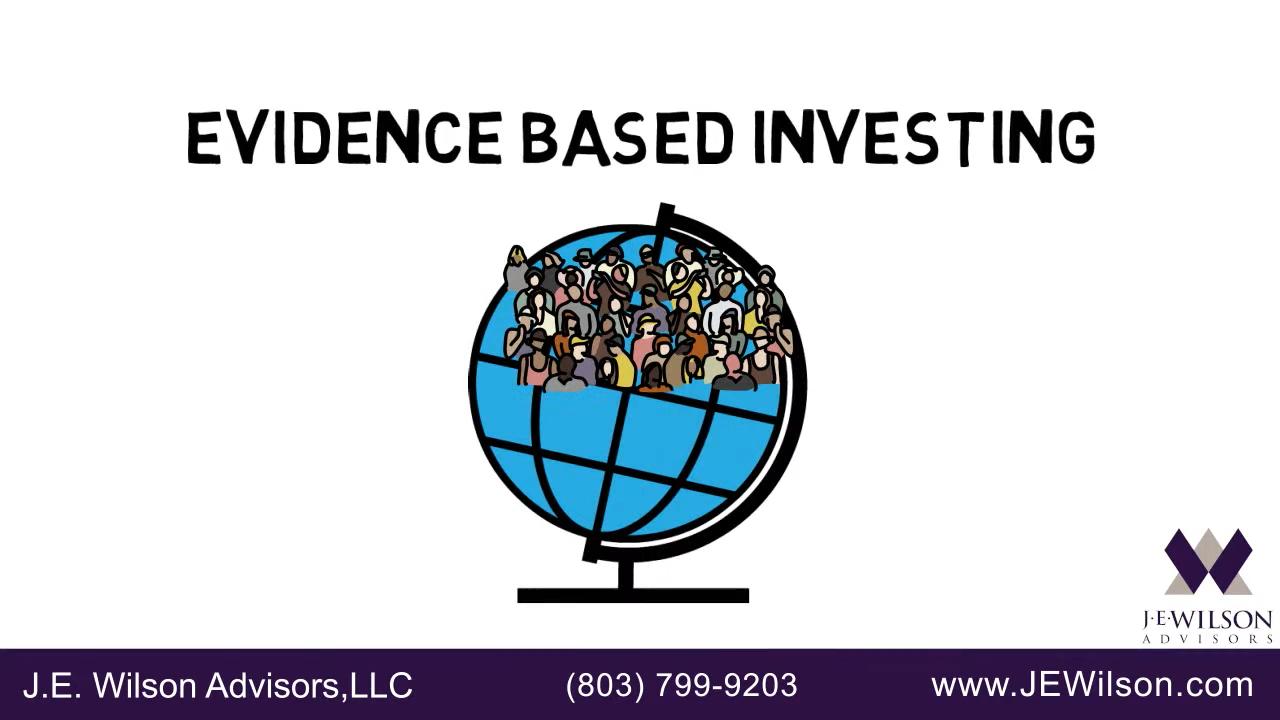 EVIDENCE BASED INVESTING
J·E·WILSON
ADVISORS
J.E. Wilson Advisors,LLC
(803) 799-9203
www.JEWilson.com